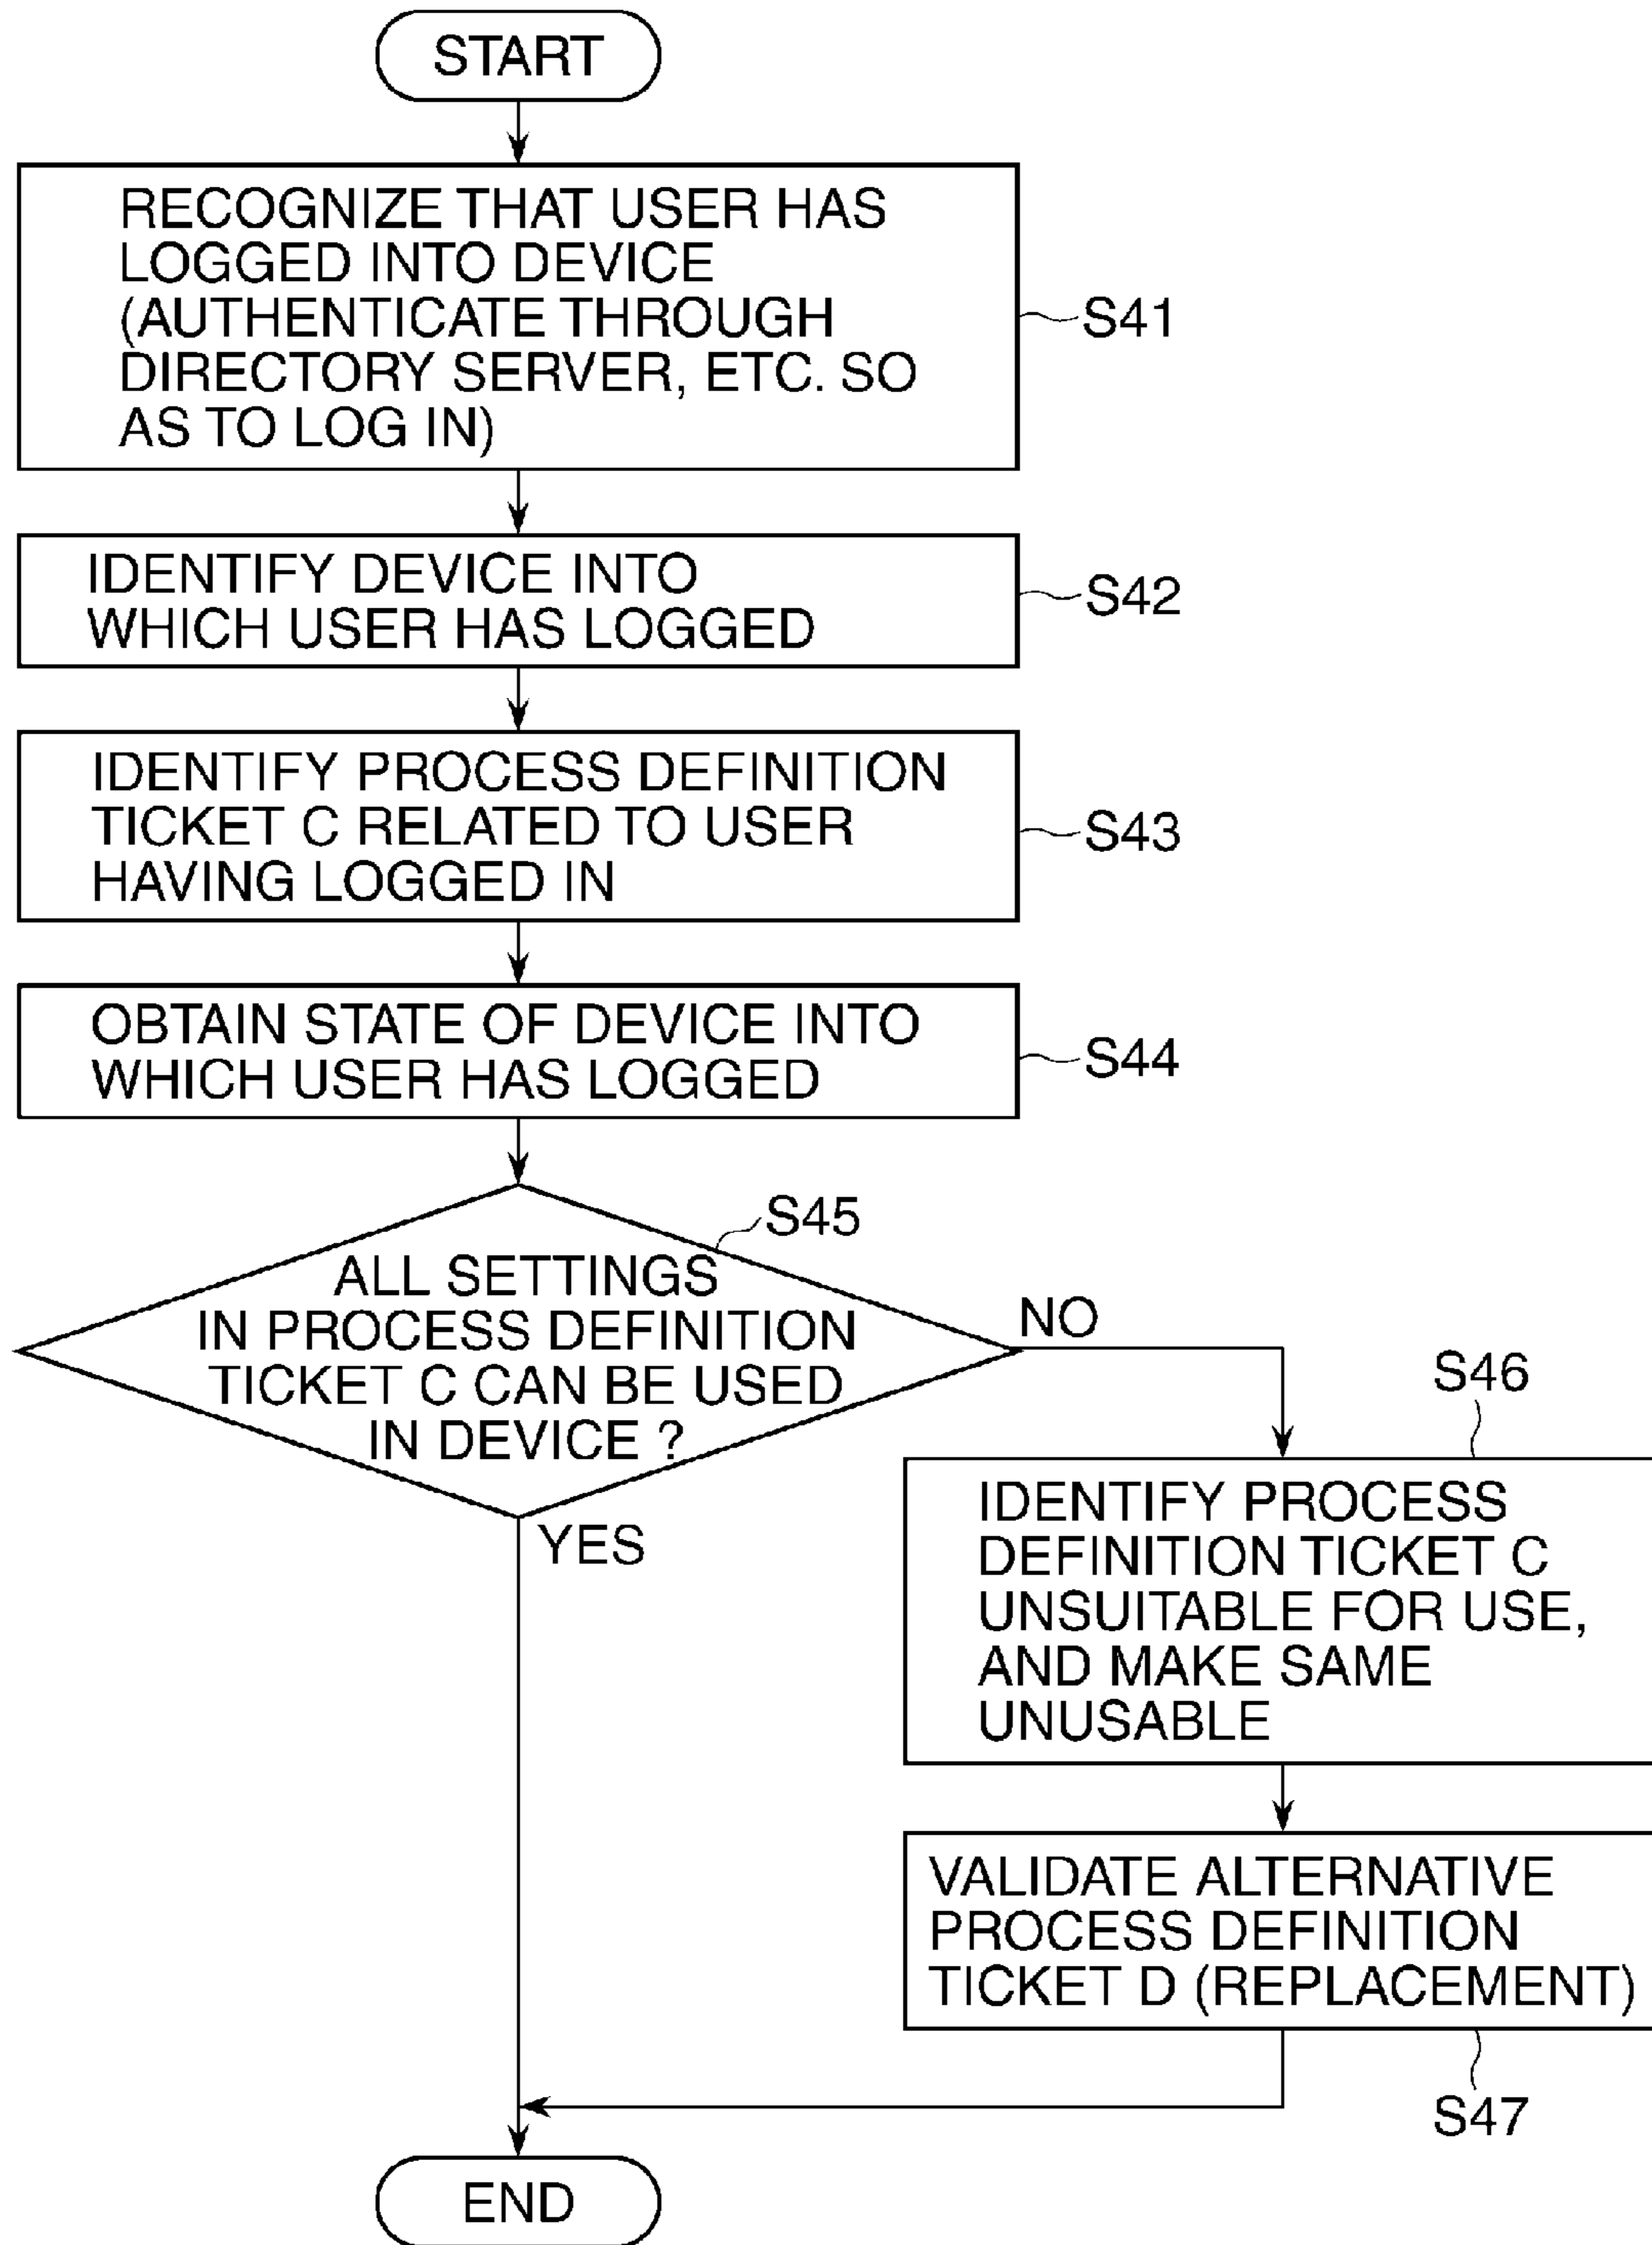 START
RECOGNIZE THAT USER HAS
LOGGED INTO DEVICE
(AUTHENTICATE THROUGH
DIRECTORY SERVER, ETC. SO
AS TO LOG IN)
S41
IDENTIFY DEVICE INTO
WHICH USER HAS LOGGED
S42
IDENTIFY PROCESS DEFINITION
TICKET C RELATED TO USER
HAVING LOGGED IN
S43
OBTAIN STATE OF DEVICE INTO
WHICH USER HAS LOGGED
S44
S45
ALL SETTINGS
IN PROCESS DEFINITION
TICKET C CAN BE USED
IN DEVICE ?
NO
YES
S46
IDENTIFY PROCESS
DEFINITION TICKET C
UNSUITABLE FOR USE,
AND MAKE SAME
UNUSABLE
VALIDATE ALTERNATIVE
PROCESS DEFINITION
TICKET D (REPLACEMENT)
S47
END